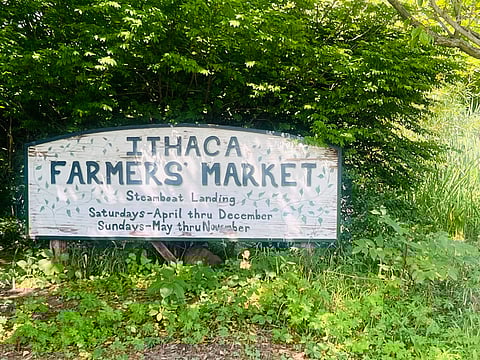 ITHACA
FARMERS' MARKET
Steamboat Landing
Saturdays-April thru December
Sundays-May thru November